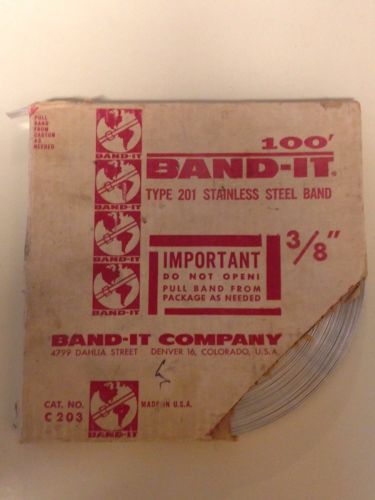 PULL
BAND
FROM
CARTON
AS
NEEDED
BAND-IT
BAND-IT
BAND-IT
BAND-IT
100'
BAND-IT®
TYPE 201 STAINLESS STEEL BAND
3/8"
IMPORTANT
DO NOT OPEN!
PULL BAND FROM
PACKAGE AS NEEDED
BAND-IT COMPANY
4799 DAHLIA STREET DENVER 16, COLORADO, U.S.A.
CAT. NO.
C 203
BAND-IT
MADE IN U.S.A.